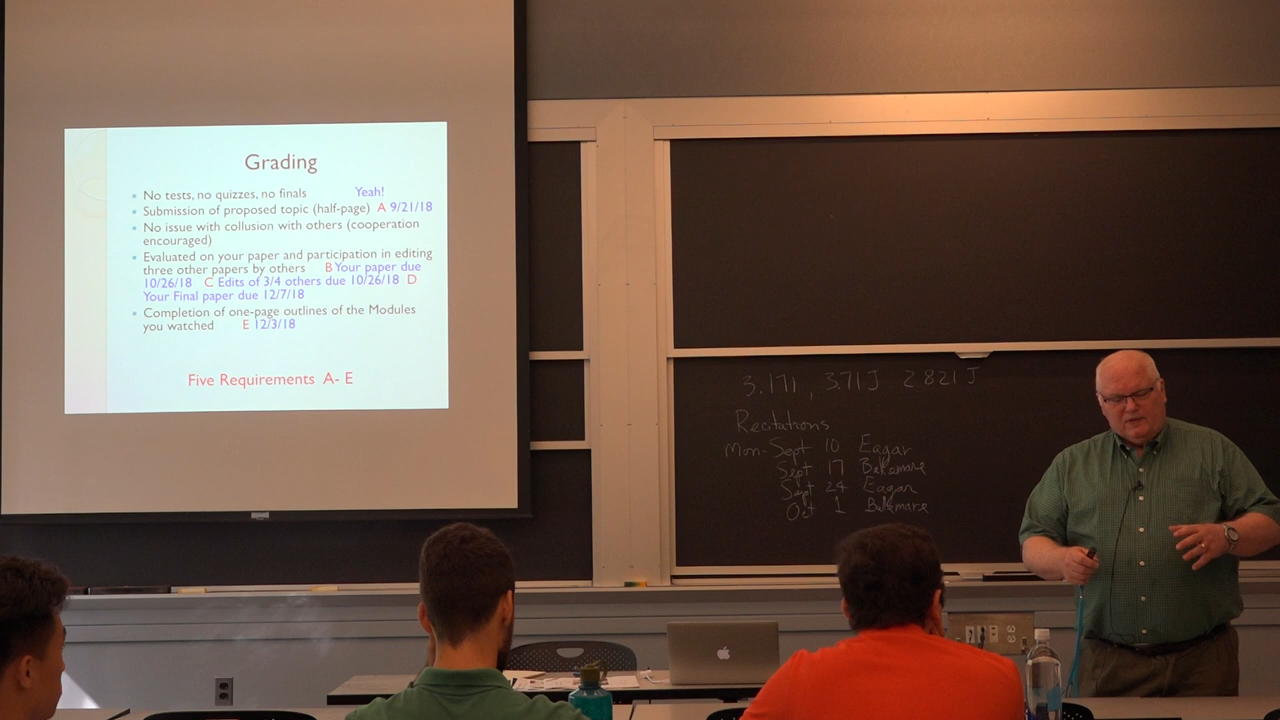 Grading
No tests, no quizzes, no finals Yeah!
Submission of proposed topic (half-page) A 9/21/18
No issue with collusion with others (cooperation
encouraged)
Evaluated on your paper and participation in editing
three other papers by others B Your paper due
10/26/18 C Edits of 3/4 others due 10/26/18 D
Your Final paper due 12/7/18
Completion of one-page outlines of the Modules
you watched E 12/3/18
Five Requirements A- E
3.171, 3.71J 2.821J
Recitations
Mon-Sept 10 Eagar
Sept 17
Sept 24 Eagar
Oct 1